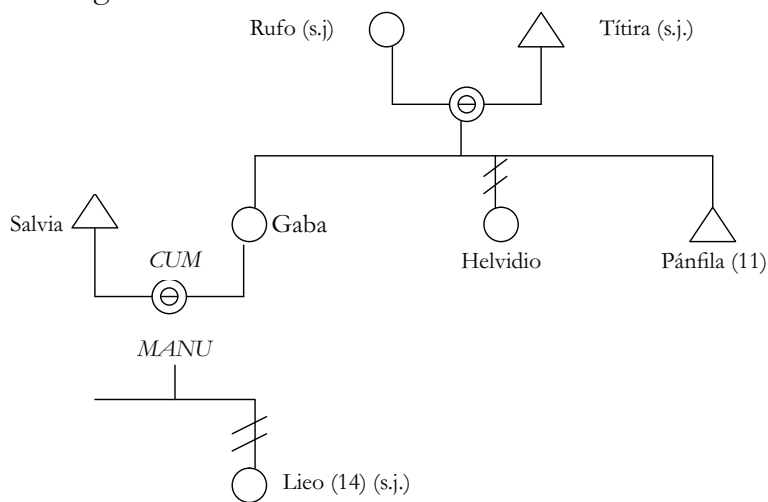 Rufo (s.j)
Títira (s.j.)
Salvia
Gaba
CUM
Helvidio
Pánfila (11)
MANU
Lieo (14) (s.j.)